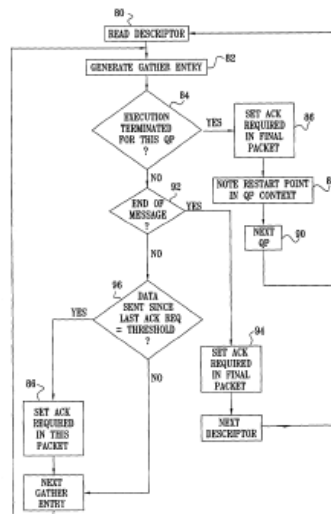 80
READ DESCRIPTOR
GENERATE GATHER ENTRY
82
84
EXECUTION
TERMINATED
FOR THIS QP
?
YES
SET ACK
REQUIRED
IN FINAL
PACKET
86
NO
NOTE RESTART POINT
IN QP CONTEXT
92
END OF
MESSAGE
?
YES
NEXT
QP
90
NO
96
DATA
SENT SINCE
LAST ACK REQ
= THRESHOLD
?
YES
NO
94
SET ACK
REQUIRED
IN FINAL
PACKET
86
SET ACK
REQUIRED
IN THIS
PACKET
NEXT
DESCRIPTOR
NEXT
GATHER
ENTRY